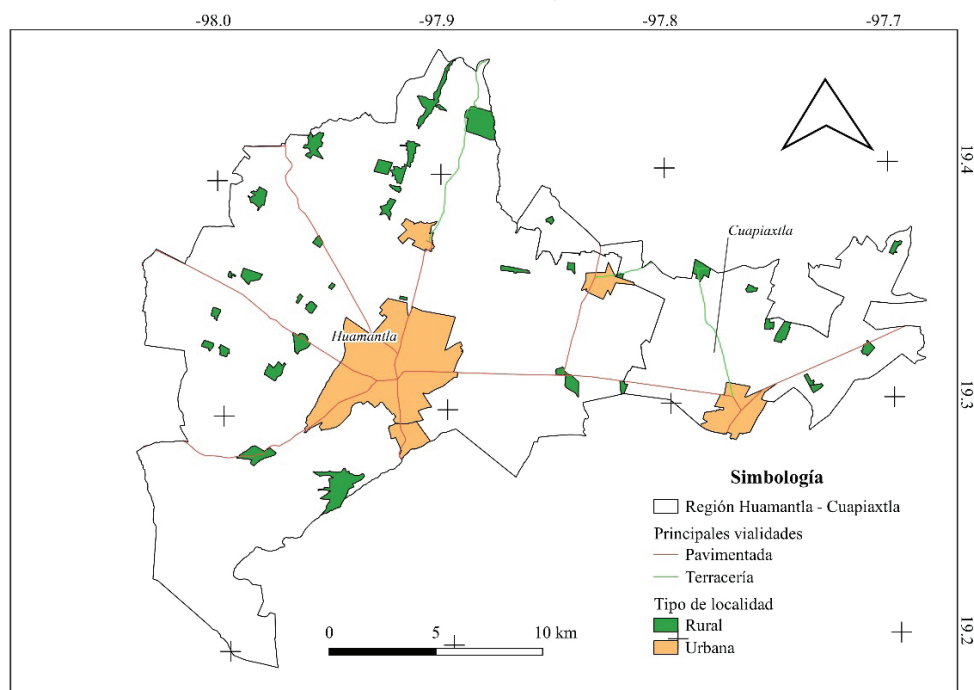 -98.0 -97.9 -97.8 -97.7
19.4
Cuapiaxtla
Huamantla
19.3
Simbología
Región Huamantla - Cuapiaxtla
Principales vialidades
Pavimentada
Terracería
Tipo de localidad
Rural
Urbana
0 5 10 km
19.2